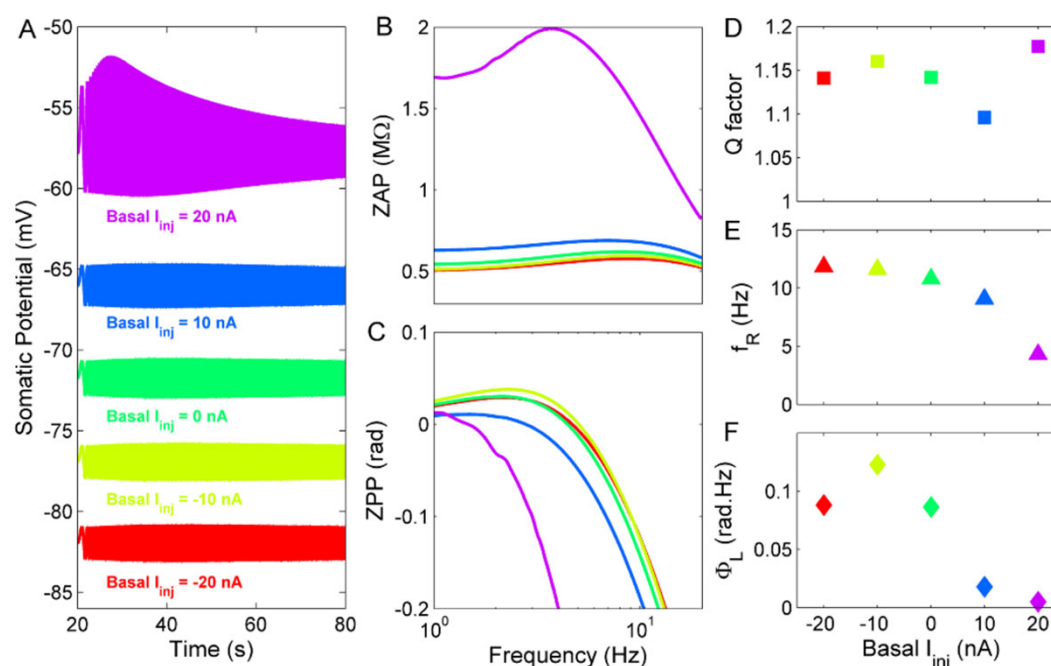 A
-50
-55
-60
-65
-70
-75
-80
-85
Somatic Potential (mV)
Basal I_inj = 20 nA
Basal I_inj = 10 nA
Basal I_inj = 0 nA
Basal I_inj = -10 nA
Basal I_inj = -20 nA
20 40 60 80
Time (s)
B
2
1.5
1
0.5
ZAP (MΩ)
C
0.1
0
-0.1
-0.2
ZPP (rad)
10^0 10^1
Frequency (Hz)
D
1.2
1.15
1.1
1.05
1
Q factor
E
15
10
5
0
f_R (Hz)
F
0.1
0.05
0
Φ_L (rad.Hz)
-20 -10 0 10 20
Basal I_inj (nA)